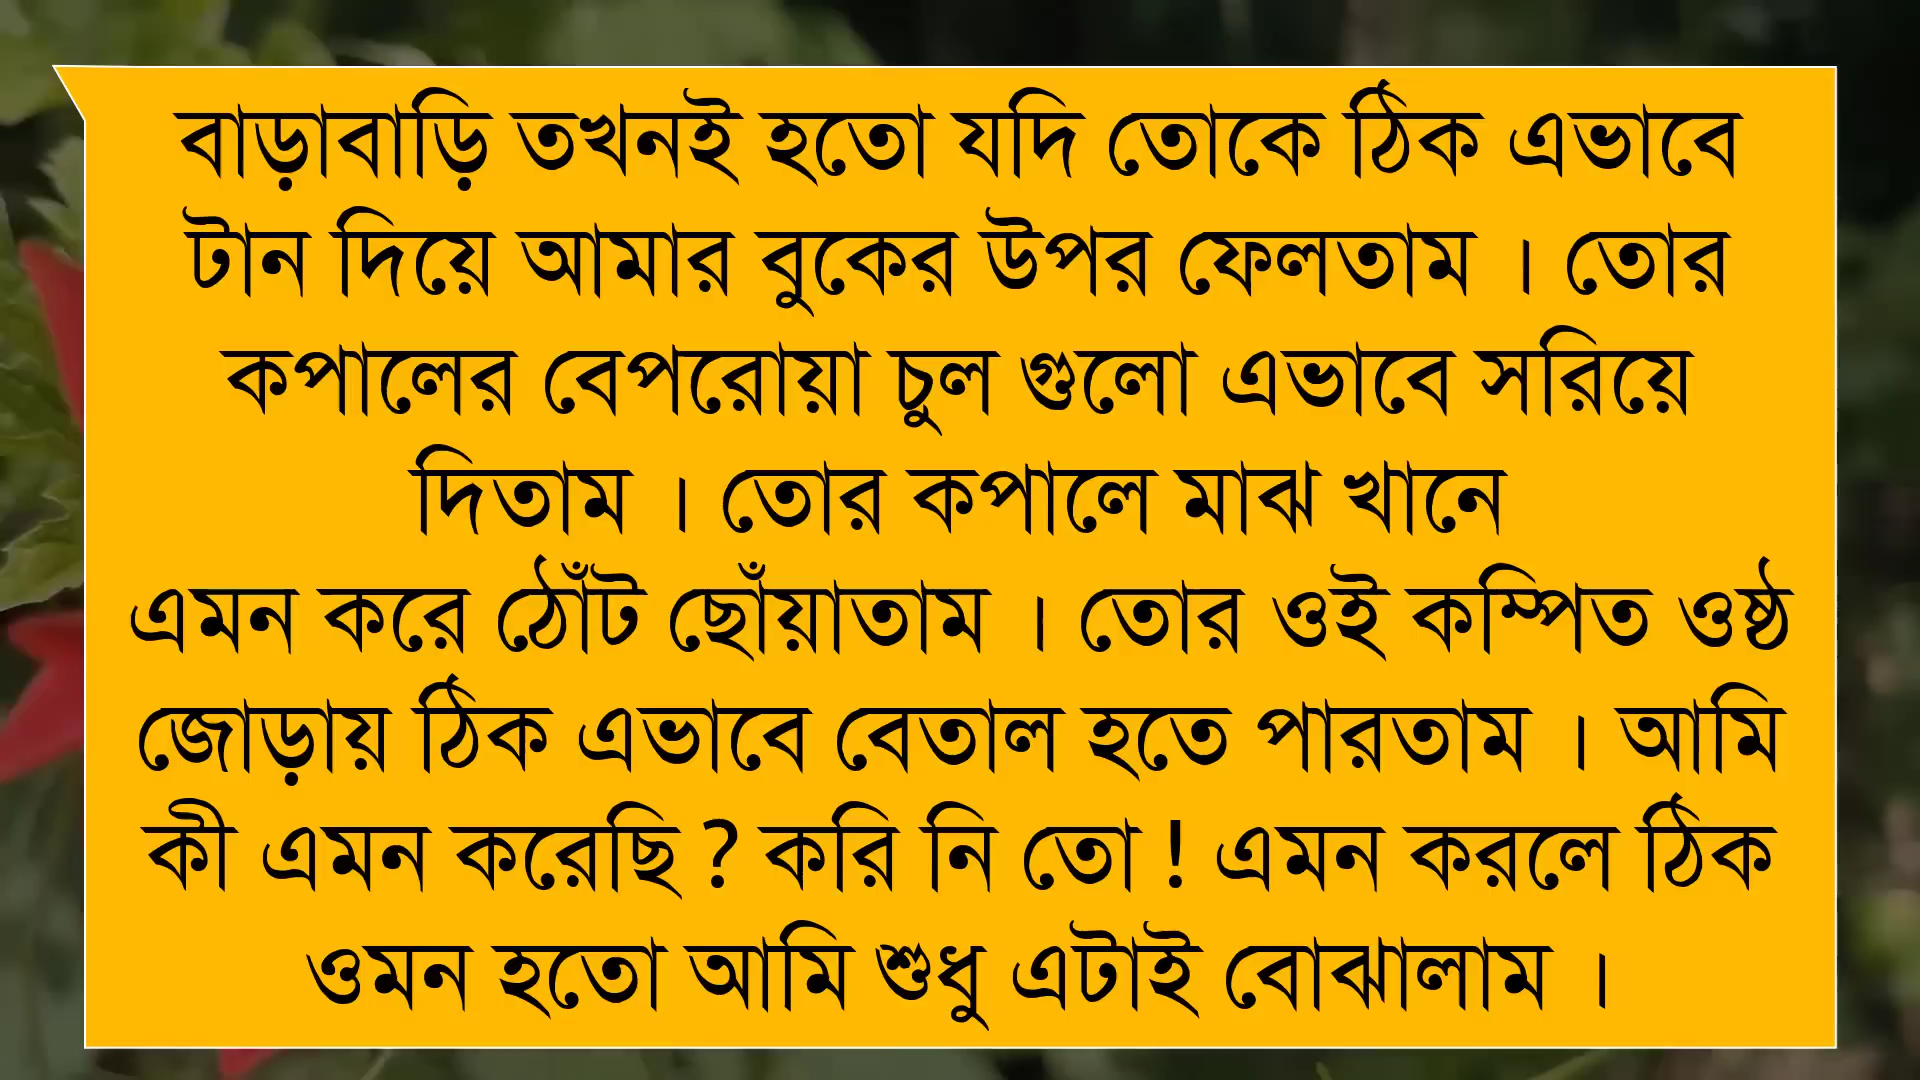 বাড়াবাড়ি তখনই হতো যদি তোকে ঠিক এভাবে
টান দিয়ে আমার বুকের উপর ফেলতাম । তোর
কপালের বেপরোয়া চুল গুলো এভাবে সরিয়ে
দিতাম । তোর কপালে মাঝ খানে
এমন করে ঠোঁট ছোঁয়াতাম । তোর ওই কম্পিত ওষ্ঠ
জোড়ায় ঠিক এভাবে বেতাল হতে পারতাম । আমি
কী এমন করেছি ? করি নি তো ! এমন করলে ঠিক
ওমন হতো আমি শুধু এটাই বোঝালাম ।